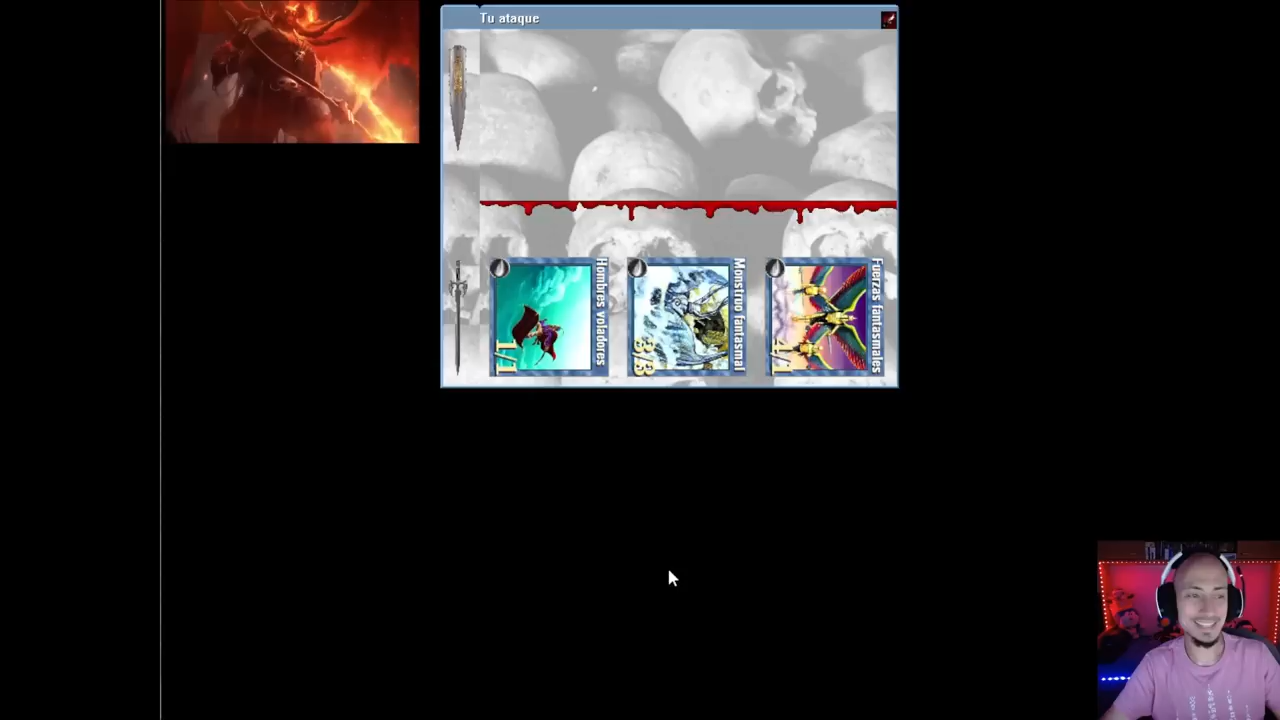 Tu ataque
Hombres voladores
1/1
Monstruo fantasmal
3/3
Fuerzas fantasmales
4/1